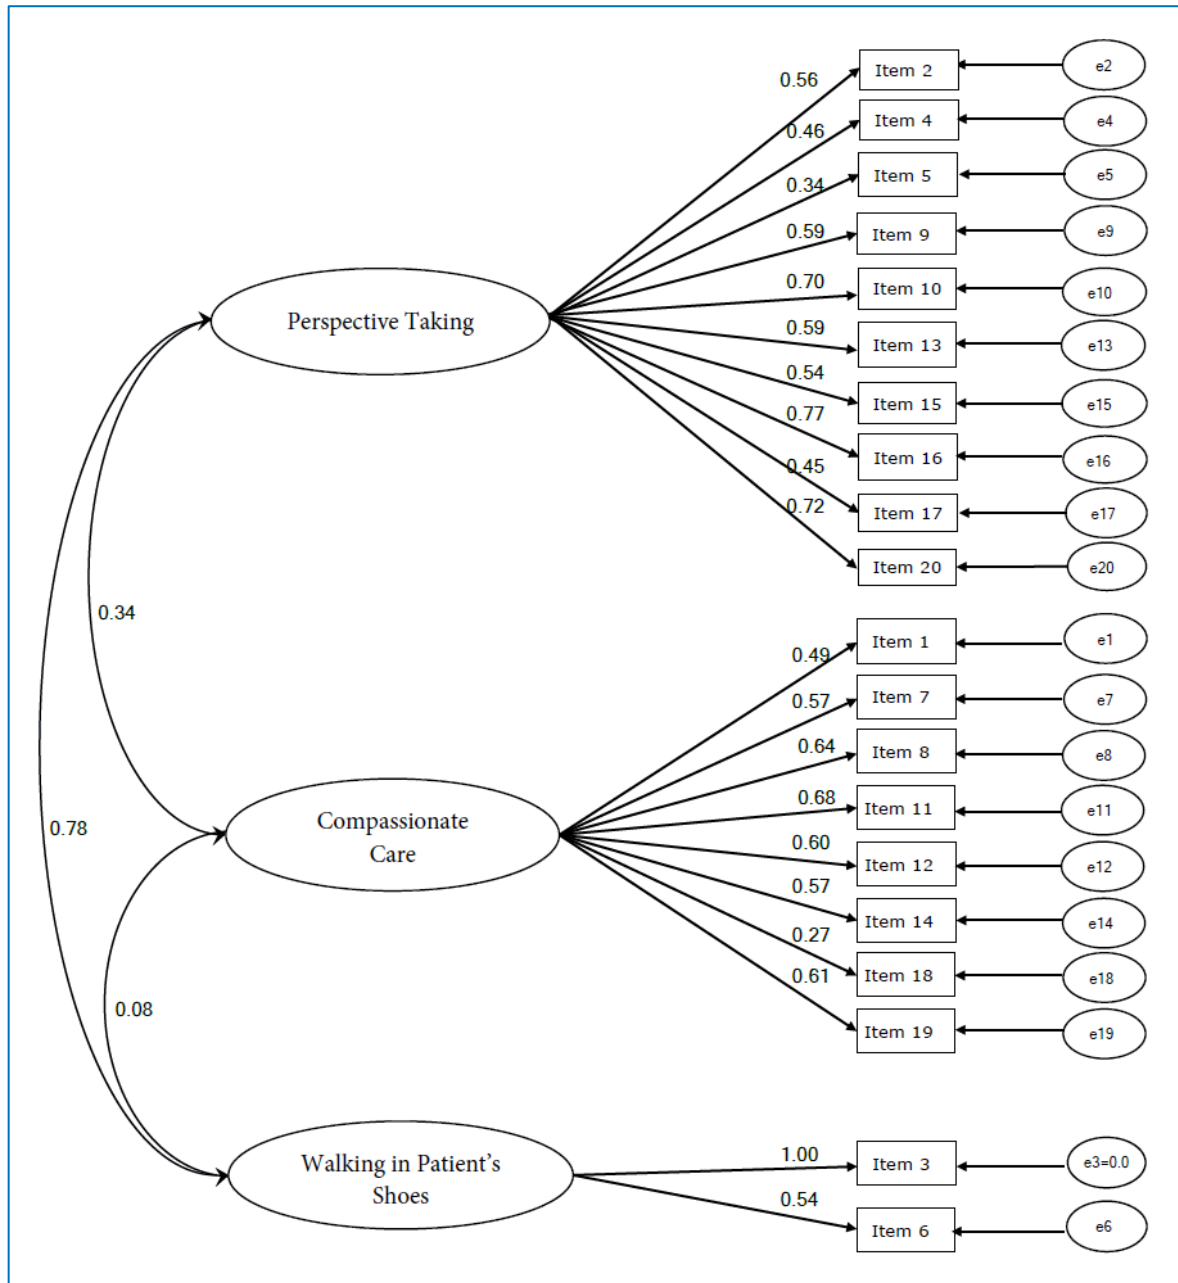 0.56
Item 2
e2
0.46
Item 4
e4
0.34
Item 5
e5
0.59
Item 9
e9
0.70
Item 10
e10
Perspective Taking
0.59
Item 13
e13
0.54
Item 15
e15
0.77
Item 16
e16
0.45
Item 17
e17
0.72
Item 20
e20
0.34
0.49
Item 1
e1
0.57
Item 7
e7
0.64
Item 8
e8
0.68
Item 11
e11
0.78
Compassionate
Care
0.60
Item 12
e12
0.57
Item 14
e14
0.27
Item 18
e18
0.61
Item 19
e19
0.08
Walking in Patient's
Shoes
1.00
Item 3
e3=0.0
0.54
Item 6
e6